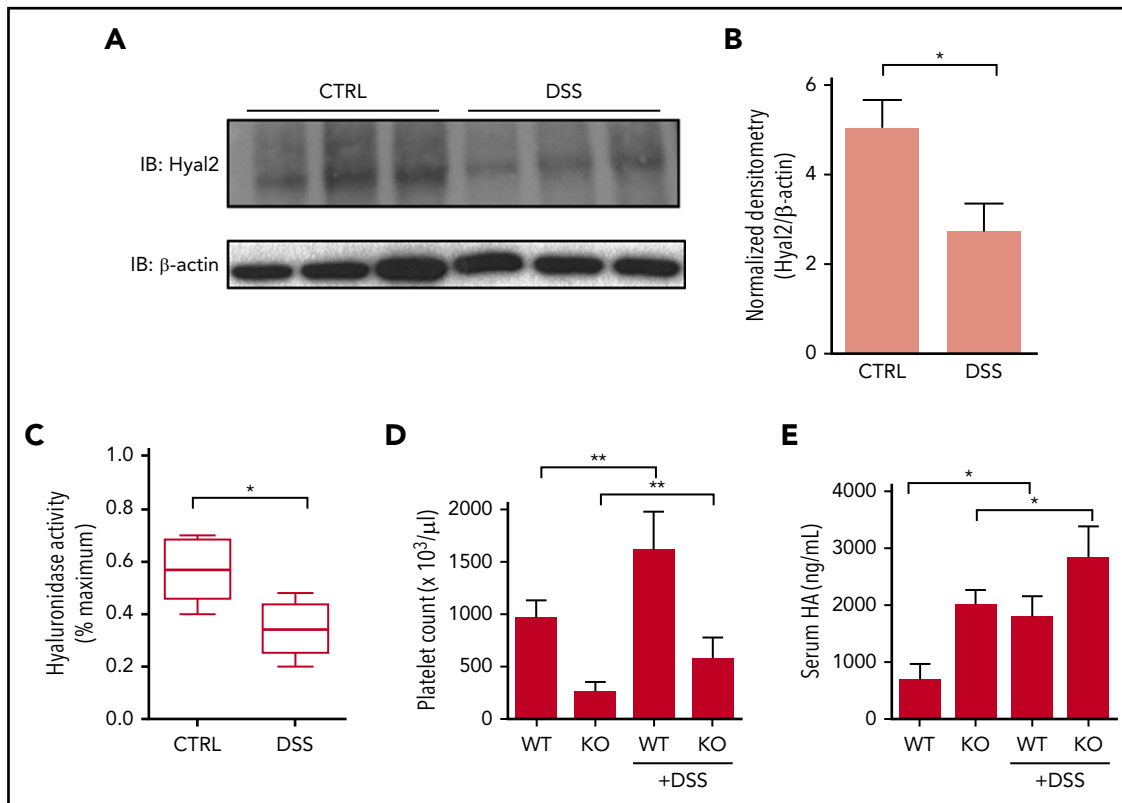 A
CTRL DSS
IB: Hyal2
IB: β-actin
B
*
Normalized densitometry
(Hyal2/β-actin)
6
4
2
0
CTRL DSS
C
*
Hyaluronidase activity
(% maximum)
1.0
0.8
0.6
0.4
0.2
0.0
CTRL DSS
D
**
**
Platelet count (x 10³/µl)
2000
1500
1000
500
0
WT KO WT KO
+DSS
E
*
*
Serum HA (ng/mL)
4000
3000
2000
1000
0
WT KO WT KO
+DSS